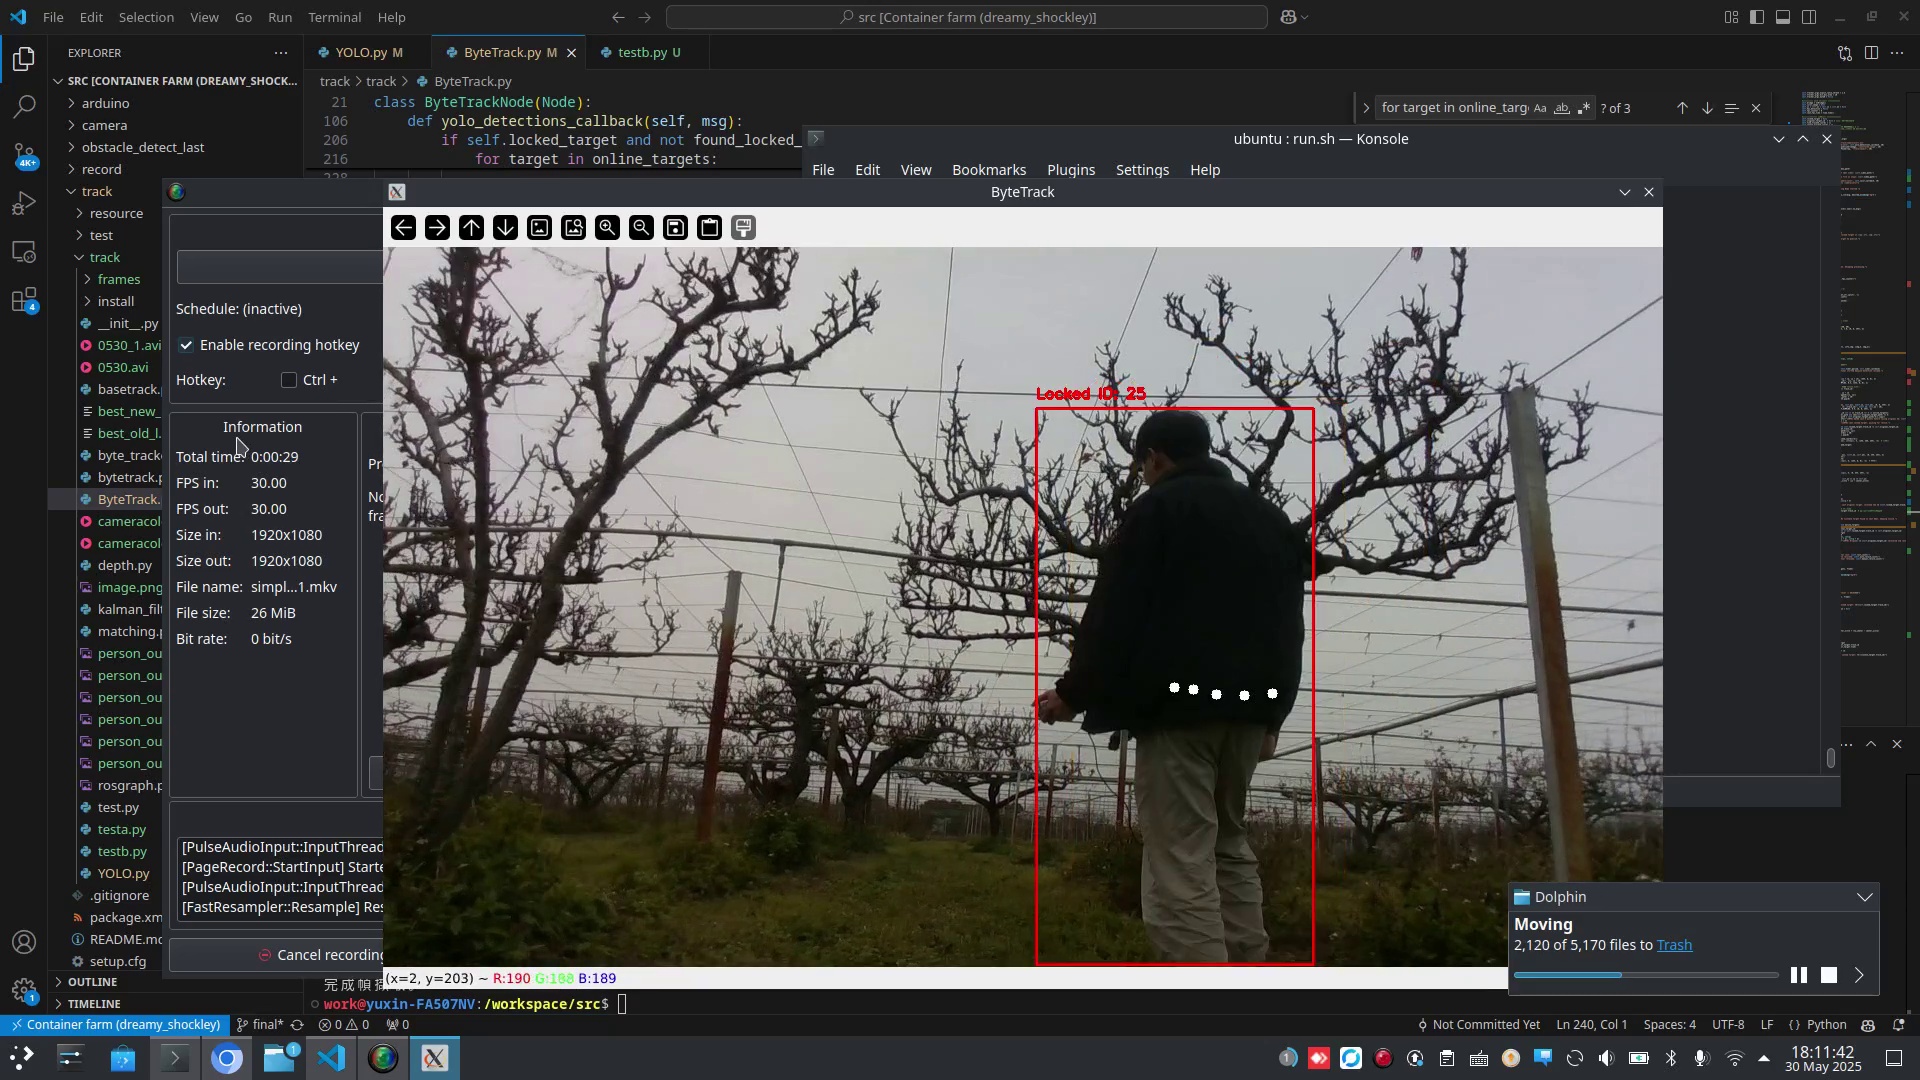 File Edit Selection View Go Run Terminal Help
src [Container farm (dreamy_shockley)]
EXPLORER
YOLO.py M
ByteTrack.py M
testb.py U
SRC [CONTAINER FARM (DREAMY_SHOCK...
track > track > ByteTrack.py
arduino
camera
obstacle_detect_last
record
track
resource
test
track
frames
install
__init__.py
0530_1.avi
0530.avi
basetrack.
best_new_
best_old_l.
byte_track
bytetrack.p
ByteTrack.
cameracol
cameracol
depth.py
image.png
kalman_filt
matching.p
person_ou
person_ou
person_ou
person_ou
person_ou
person_ou
rosgraph.p
test.py
testa.py
testb.py
YOLO.py
.gitignore
package.xm
README.md
setup.cfg
OUTLINE
TIMELINE
4K+
4
1
21 class ByteTrackNode(Node):
106 def yolo_detections_callback(self, msg):
206 if self.locked_target and not found_locked_
216 for target in online_targets:
for target in online_targ
Aa ab .*
? of 3
ubuntu : run.sh — Konsole
File Edit View Bookmarks Plugins Settings Help
ByteTrack
Schedule: (inactive)
Enable recording hotkey
Hotkey: Ctrl +
Information
Total time: 0:00:29
FPS in: 30.00
FPS out: 30.00
Size in: 1920x1080
Size out: 1920x1080
File name: simpl...1.mkv
File size: 26 MiB
Bit rate: 0 bit/s
Pr
No
fra
[PulseAudioInput::InputThread
[PageRecord::StartInput] Starte
[PulseAudioInput::InputThread
[FastResampler::Resample] Res
Cancel recording
Locked ID: 25
(x=2, y=203) ~ R:190 G:188 B:189
work@yuxin-FA507NV:/workspace/src$
Dolphin
Moving
2,120 of 5,170 files to Trash
Container farm (dreamy_shockley) final* 0 0 0
Not Committed Yet Ln 240, Col 1 Spaces: 4 UTF-8 LF {} Python
1
1
18:11:42
30 May 2025